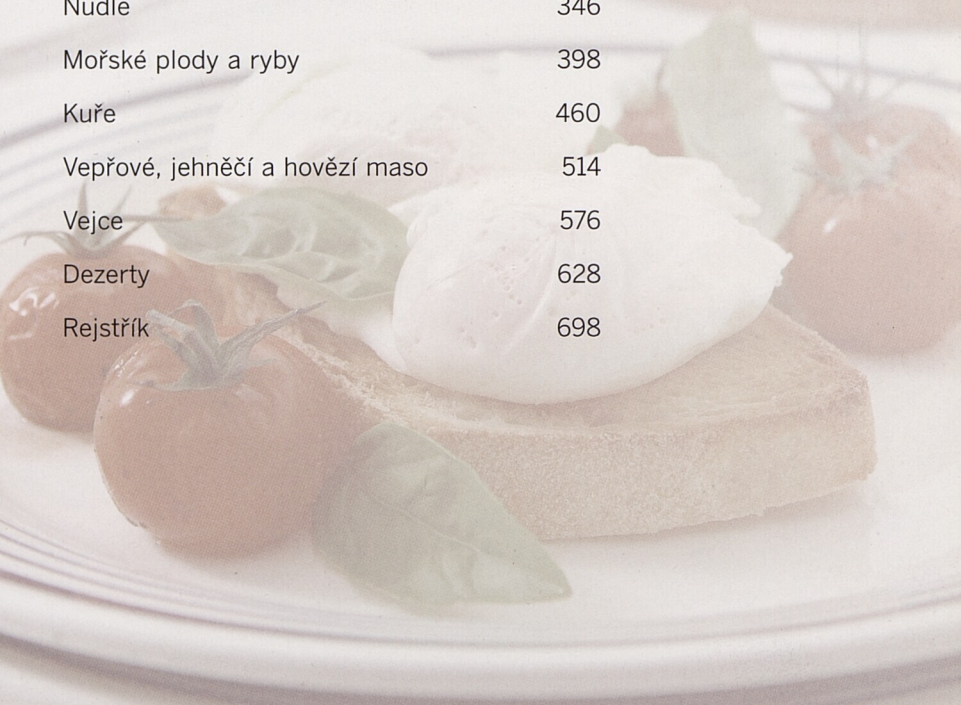 Nudle 346
Mořské plody a ryby 398
Kuře 460
Vepřové, jehněčí a hovězí maso 514
Vejce 576
Dezerty 628
Rejstřík 698